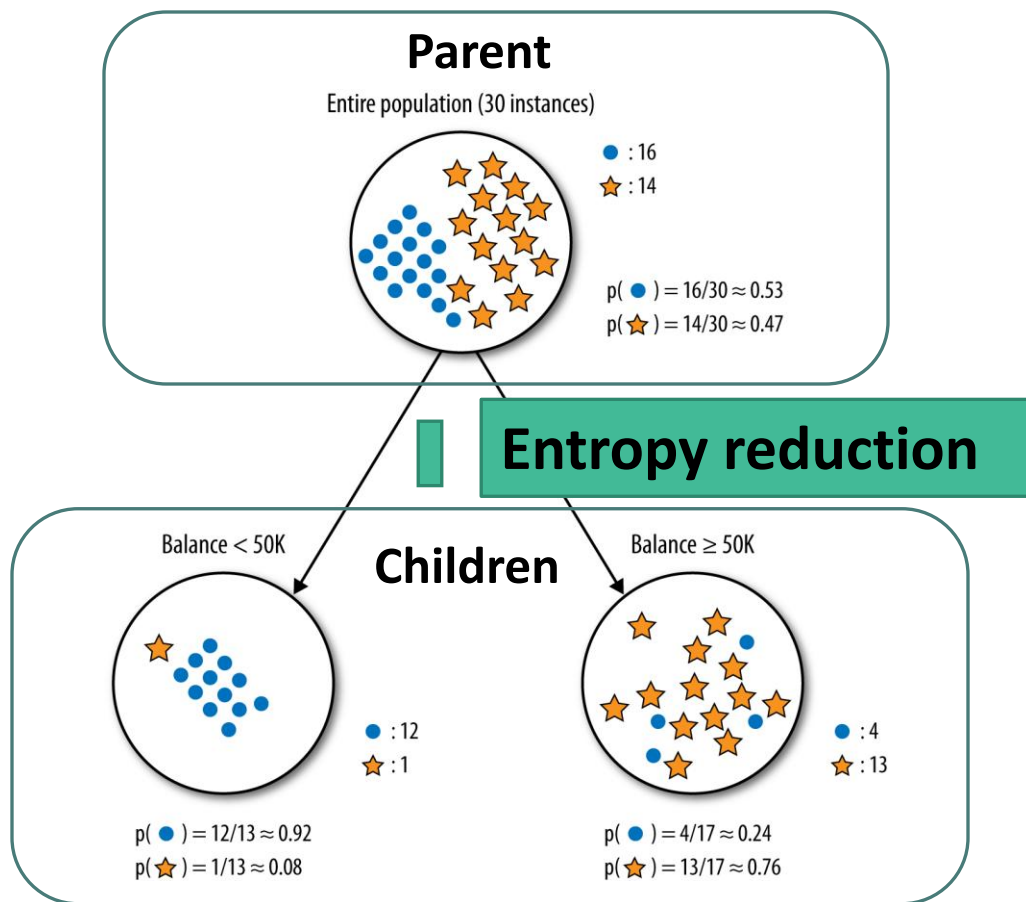 Parent
Entire population (30 instances)
: 16
: 14
p( ) = 16/30 ≈ 0.53
p( ) = 14/30 ≈ 0.47
Entropy reduction
Children
Balance < 50K
: 12
: 1
p( ) = 12/13 ≈ 0.92
p( ) = 1/13 ≈ 0.08
Balance ≥ 50K
: 4
: 13
p( ) = 4/17 ≈ 0.24
p( ) = 13/17 ≈ 0.76